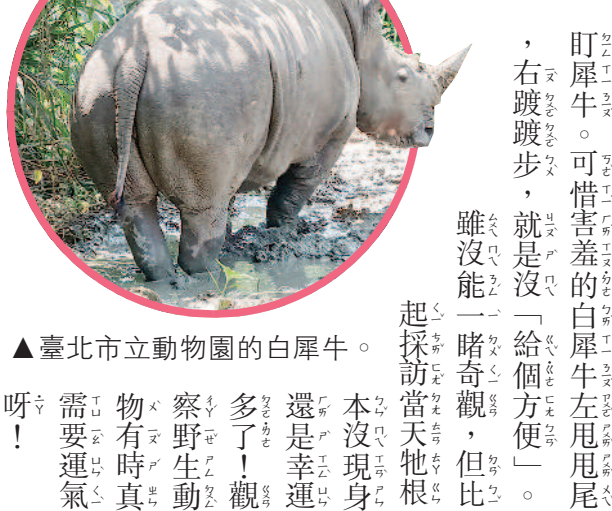 盯犀牛。可惜害羞的白犀牛左甩甩尾
，右踱踱步，就是沒「給個方便」。
雖沒能一睹奇觀，但比
起採訪當天牠根
本沒現身
還是幸運
多了！觀
察野生動
物有時真
需要運氣
呀！
▲臺北市立動物園的白犀牛。